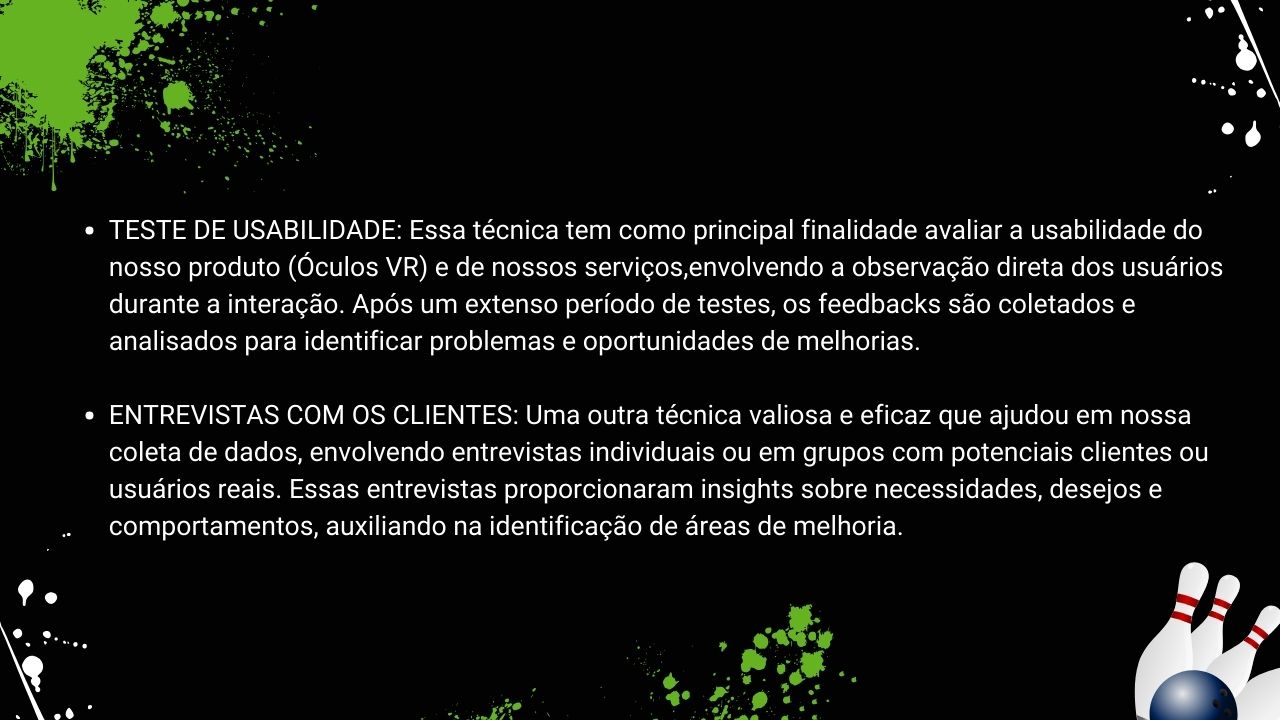 • TESTE DE USABILIDADE: Essa técnica tem como principal finalidade avaliar a usabilidade do
nosso produto (Óculos VR) e de nossos serviços,envolvendo a observação direta dos usuários
durante a interação. Após um extenso período de testes, os feedbacks são coletados e
analisados para identificar problemas e oportunidades de melhorias.
• ENTREVISTAS COM OS CLIENTES: Uma outra técnica valiosa e eficaz que ajudou em nossa
coleta de dados, envolvendo entrevistas individuais ou em grupos com potenciais clientes ou
usuários reais. Essas entrevistas proporcionaram insights sobre necessidades, desejos e
comportamentos, auxiliando na identificação de áreas de melhoria.